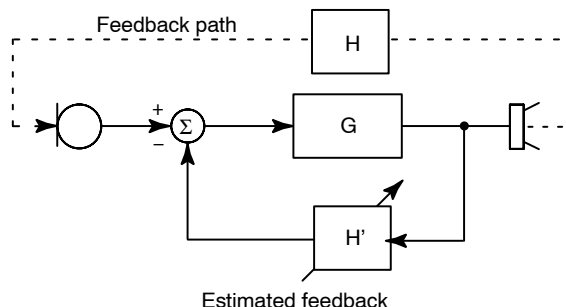 Feedback path
H
+
Σ
−
G
H'
Estimated feedback